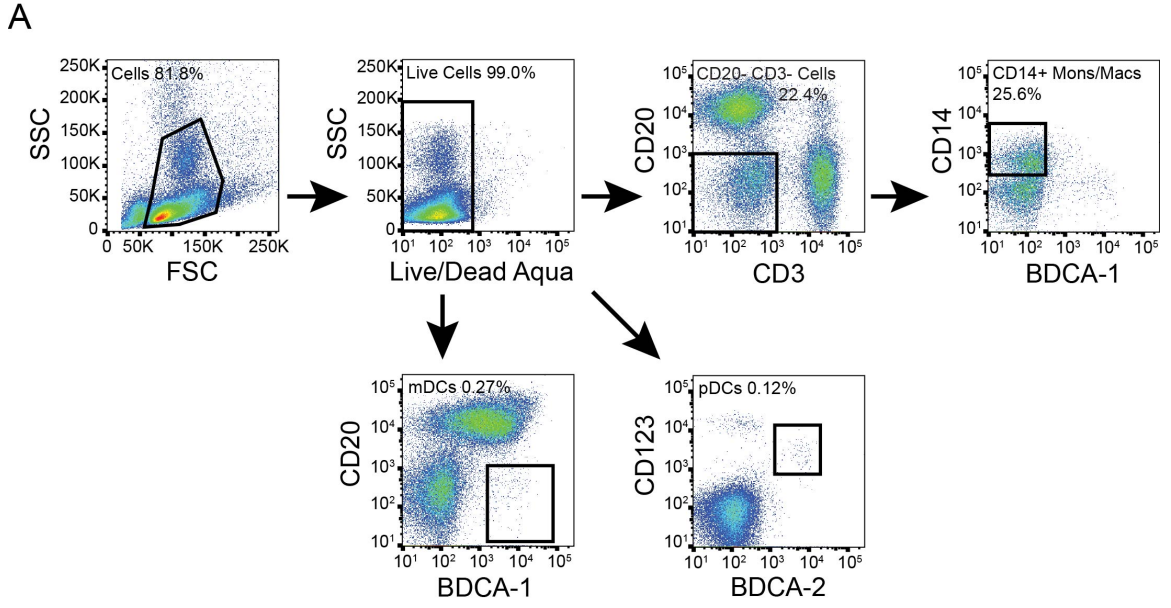 A
Cells 81.8%
250K
200K
150K
100K
50K
0
SSC
0 50K 150K 250K
FSC
Live Cells 99.0%
250K
200K
150K
100K
50K
0
SSC
10¹ 10² 10³ 10⁴ 10⁵
Live/Dead Aqua
CD20- CD3- Cells
22.4%
10⁵
10⁴
10³
10²
10¹
CD20
10¹ 10² 10³ 10⁴ 10⁵
CD3
CD14+ Mons/Macs
25.6%
10⁵
10⁴
10³
10²
10¹
CD14
10¹ 10² 10³ 10⁴ 10⁵
BDCA-1
mDCs 0.27%
10⁵
10⁴
10³
10²
10¹
CD20
10¹ 10² 10³ 10⁴ 10⁵
BDCA-1
pDCs 0.12%
10⁵
10⁴
10³
10²
10¹
CD123
10¹ 10² 10³ 10⁴ 10⁵
BDCA-2